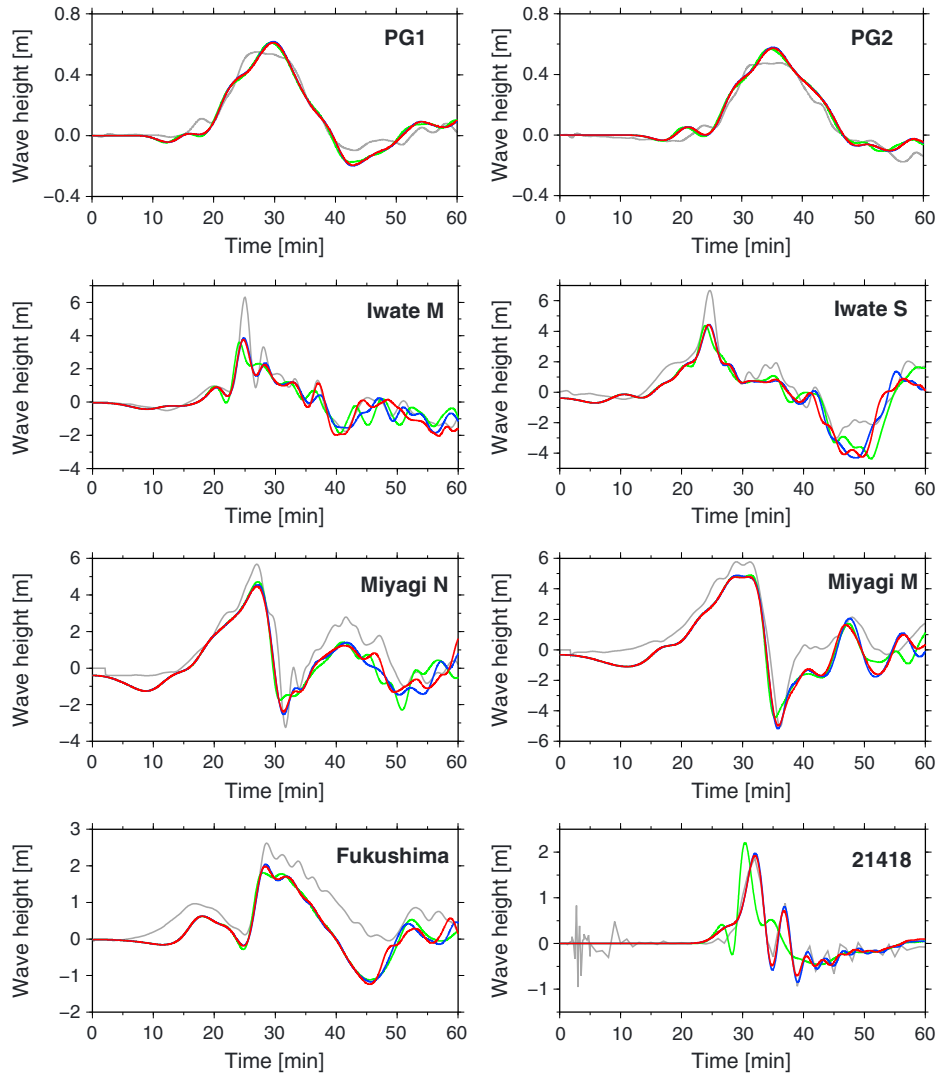 PG1
Wave height [m]
0.8
0.4
0.0
−0.4
0 10 20 30 40 50 60
Time [min]
PG2
Wave height [m]
0.8
0.4
0.0
−0.4
0 10 20 30 40 50 60
Time [min]
Iwate M
Wave height [m]
6
4
2
0
−2
−4
0 10 20 30 40 50 60
Time [min]
Iwate S
Wave height [m]
6
4
2
0
−2
−4
0 10 20 30 40 50 60
Time [min]
Miyagi N
Wave height [m]
6
4
2
0
−2
−4
0 10 20 30 40 50 60
Time [min]
Miyagi M
Wave height [m]
6
4
2
0
−2
−4
−6
0 10 20 30 40 50 60
Time [min]
Fukushima
Wave height [m]
3
2
1
0
−1
−2
0 10 20 30 40 50 60
Time [min]
21418
Wave height [m]
2
1
0
−1
0 10 20 30 40 50 60
Time [min]